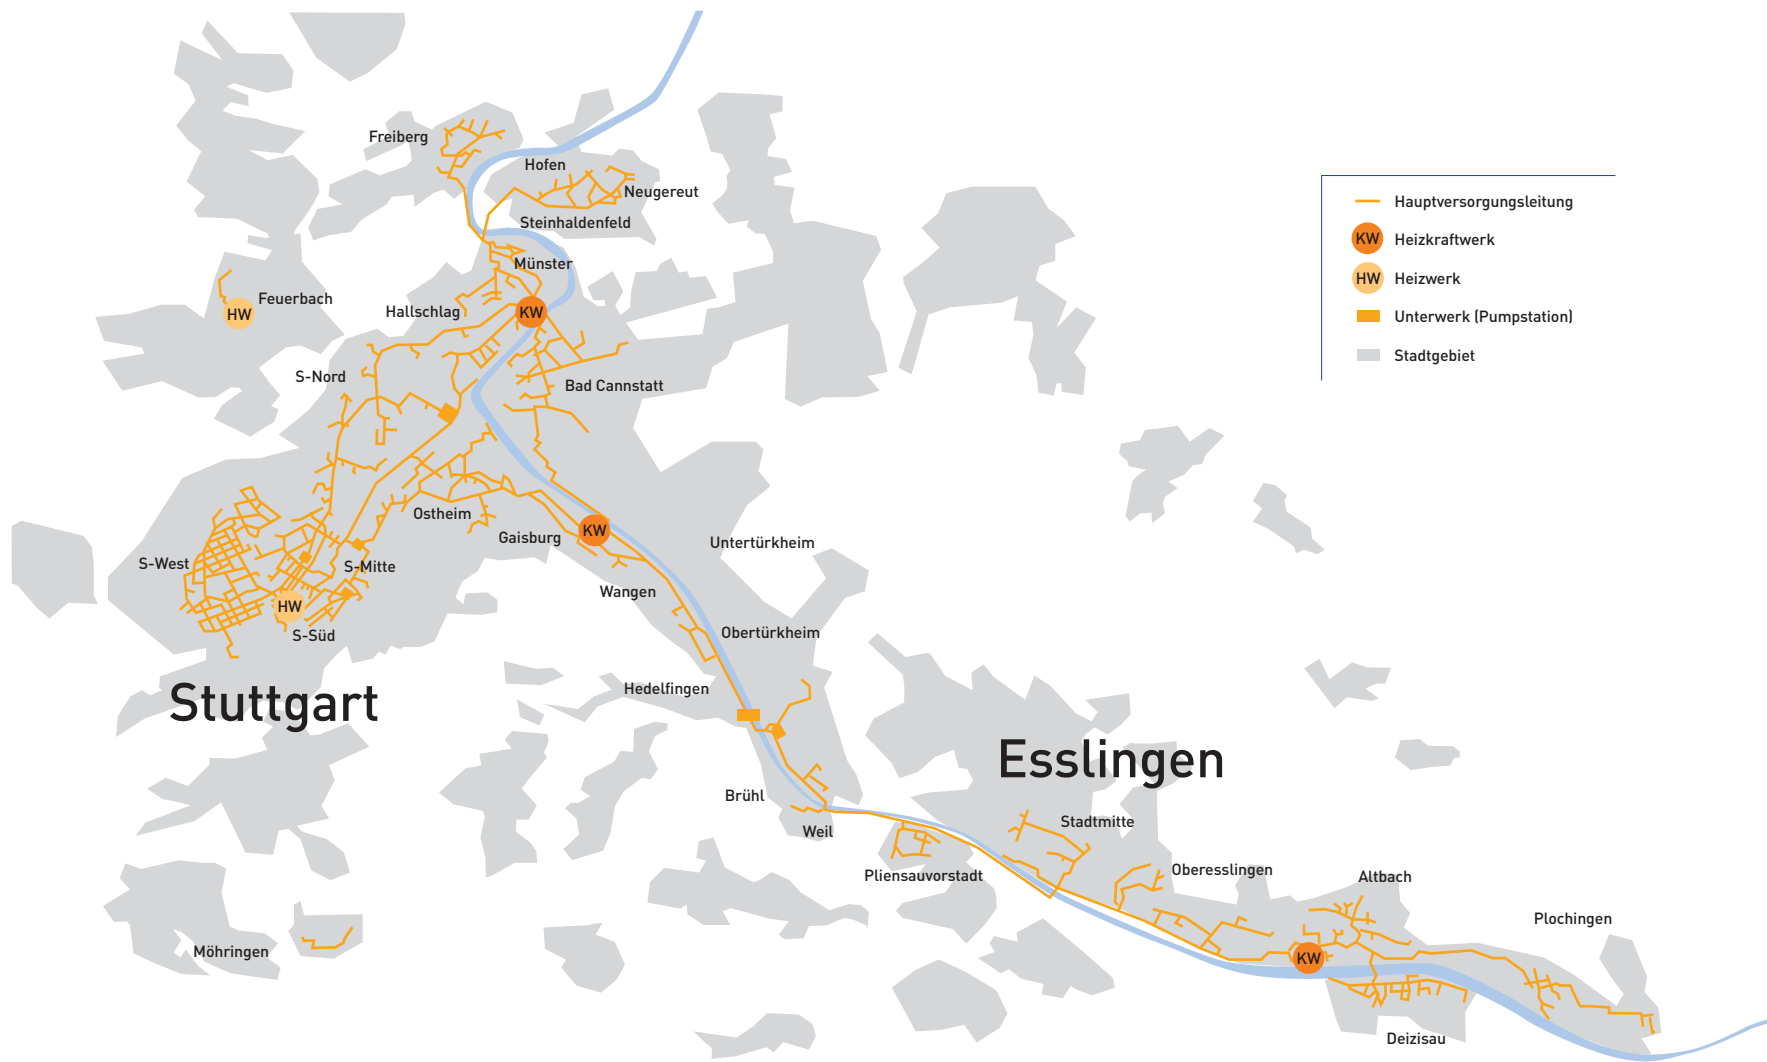 Freiberg
Hofen
Neugereut
Steinhaldenfeld
Münster
Feuerbach
HW
Hallschlag
KW
S-Nord
Bad Cannstatt
Ostheim
Gaisburg
KW
Untertürkheim
S-West
S-Mitte
Wangen
HW
S-Süd
Obertürkheim
Hedelfingen
Stuttgart
Esslingen
Brühl
Weil
Stadtmitte
Pliensauvorstadt
Oberesslingen
Altbach
Plochingen
Möhringen
KW
Deizisau
Hauptversorgungsleitung
KW Heizkraftwerk
HW Heizwerk
Unterwerk (Pumpstation)
Stadtgebiet